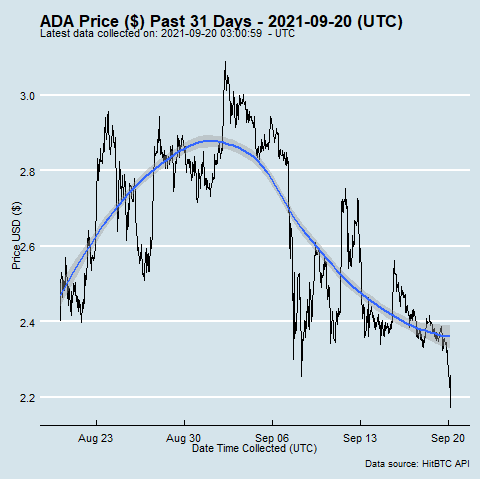 ADA Price ($) Past 31 Days - 2021-09-20 (UTC)
Latest data collected on: 2021-09-20 03:00:59 - UTC
Price USD ($)
3.0
2.8
2.6
2.4
2.2
Aug 23 Aug 30 Sep 06 Sep 13 Sep 20
Date Time Collected (UTC)
Data source: HitBTC API